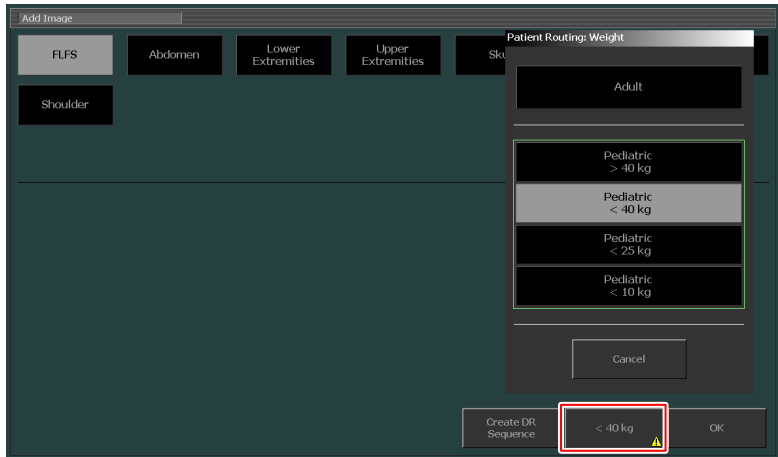 Add Image
FLFS
Abdomen
Lower
Extremities
Upper
Extremities
Shoulder
Patient Routing: Weight
Adult
Pediatric
> 40 kg
Pediatric
< 40 kg
Pediatric
< 25 kg
Pediatric
< 10 kg
Cancel
Create DR
Sequence
< 40 kg
OK